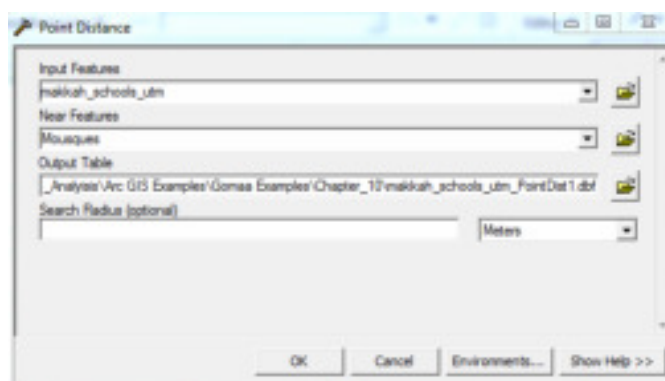 Point Distance
Input Features
makkah_schools_utm
Near Features
Mousques
Output Table
_Analysis\Arc GIS Examples\Gomaa Examples\Chapter_10\makkah_schools_utm_PointDist1.dbf
Search Radius (optional)
Meters
OK Cancel Environments... Show Help >>